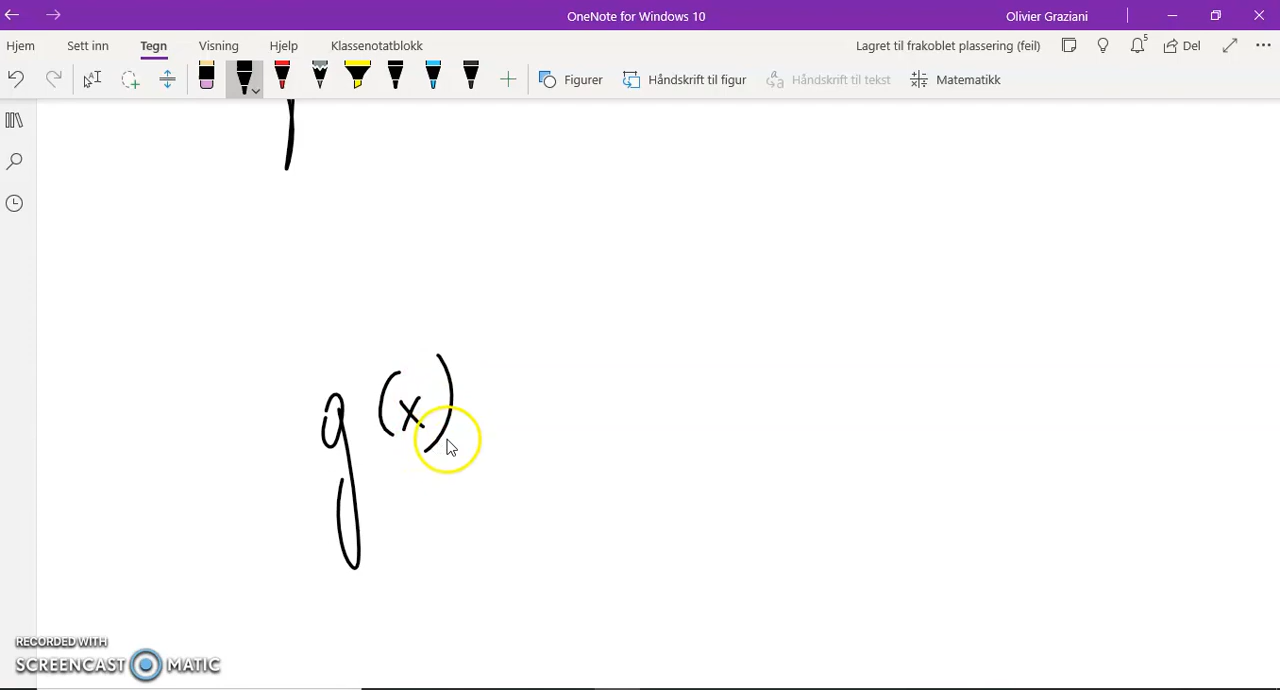 OneNote for Windows 10 Olivier Graziani
Hjem Sett inn Tegn Visning Hjelp Klassenotatblokk Lagret til frakoblet plassering (feil) 5 Del
Figurer Håndskrift til figur Håndskrift til tekst Matematikk
g(x)
RECORDED WITH
SCREENCAST MATIC